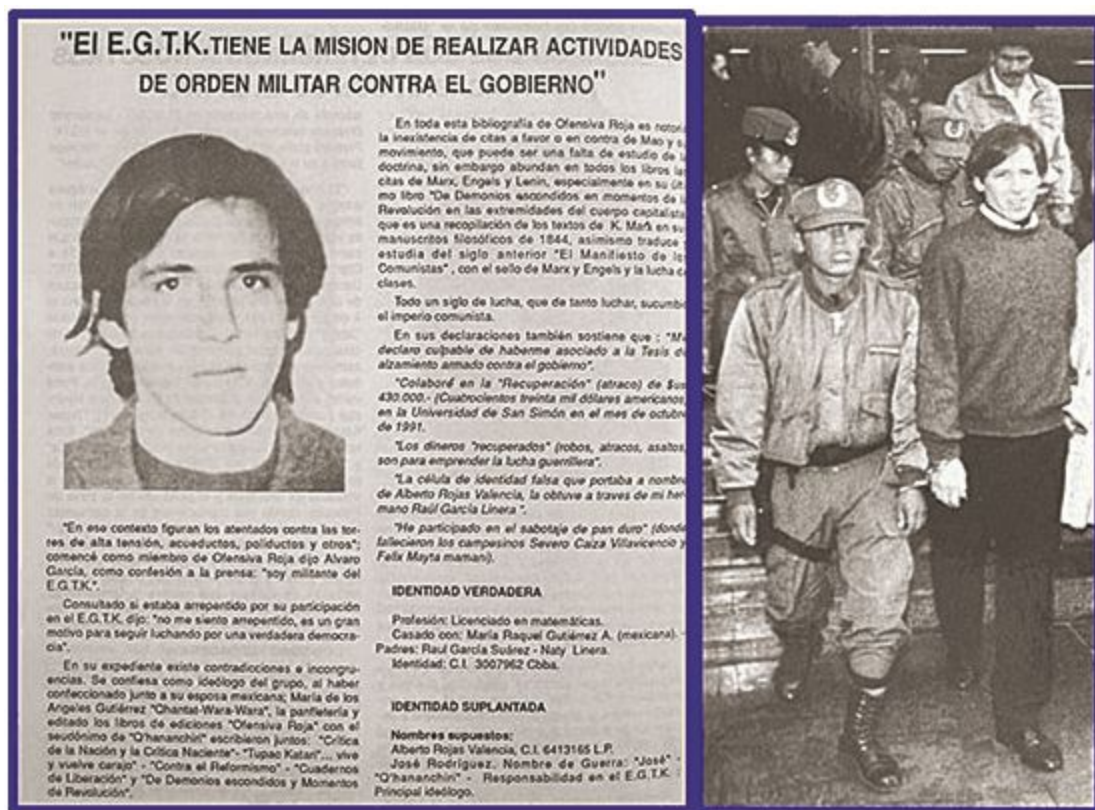 "El E.G.T.K. TIENE LA MISION DE REALIZAR ACTIVIDADES
DE ORDEN MILITAR CONTRA EL GOBIERNO"
"En ese contexto figuran los atentados contra las tor-
res de alta tensión, acueductos, poliductos y otros";
comencé como miembro de Ofensiva Roja dijo Alvaro
García, como confesión a la prensa: "soy militante del
E.G.T.K.".
Consultado si estaba arrepentido por su participación
en el E.G.T.K. dijo: "no me siento arrepentido, es un gran
motivo para seguir luchando por una verdadera democra-
cia".
En su expediente existe contradicciones e incongru-
encias. Se confiesa como ideólogo del grupo, al haber
confeccionado junto a su esposa mexicana; María de los
Angeles Gutiérrez "Chantat-Wara-Wara", la panfletería y
editado los libros de ediciones "Ofensiva Roja" con el
seudónimo de "Q'hananchiri" escribieron juntos: "Crítica
de la Nación y la Crítica Naciente"- "Tupao Katari"... vive
y vuelve carajo" - "Contra el Reformismo" - "Cuadernos
de Liberación" y "De Demonios escondidos y Momentos
de Revolución".
En toda esta bibliografía de Ofensiva Roja es notoria
la inexistencia de citas a favor o en contra de Mao y s
movimiento, que puede ser una falta de estudio de l
doctrina, sin embargo abundan en todos los libros la
citas de Marx, Engels y Lenin, especialmente en su últi
mo libro "De Demonios escondidos en momentos de l
Revolución en las extremidades del cuerpo capitalista
que es una recopilación de los textos de K. Mark en su
manuscritos filosóficos de 1844, asimismo traduce
estudia del siglo anterior "El Manifiesto de lo
Comunistas", con el sello de Marx y Engels y la lucha c
clases.
Todo un siglo de lucha, que de tanto luchar, sucumbi
el imperio comunista.
En sus declaraciones también sostiene que : "M
declaro culpable de haberme asociado a la Tesis d
alzamiento armado contra el gobierno".
"Colaboré en la "Recuperación" (atraco) de $us
430.000.- (Cuatrocientos treinta mil dólares americanos
en la Universidad de San Simón en el mes de octubre
de 1991.
"Los dineros "recuperados" (robos, atracos, asaltos
son para emprender la lucha guerrillera".
"La célula de identidad falsa que portaba a nombre
de Alberto Rojas Valencia, la obtuve a traves de mi her
mano Raúl García Linera ".
"He participado en el sabotaje de pan duro" (donde
fallecieron los campesinos Severo Caiza Villavicencio y
Felix Mayta mamani).
IDENTIDAD VERDADERA
Profesión: Licenciado en matemáticas.
Casado con: María Raquel Gutiérrez A. (mexicana).
Padres: Raul García Suárez - Naty Linera.
Identidad: C.I. 3007962 Cbba.
IDENTIDAD SUPLANTADA
Nombres supuestos:
Alberto Rojas Valencia, C.I. 6413165 L.P.
José Rodríguez. Nombre de Guerra: "José" -
"Q'hananchiri" - Responsabilidad en el E.G.T.K. :
Principal ideólogo.